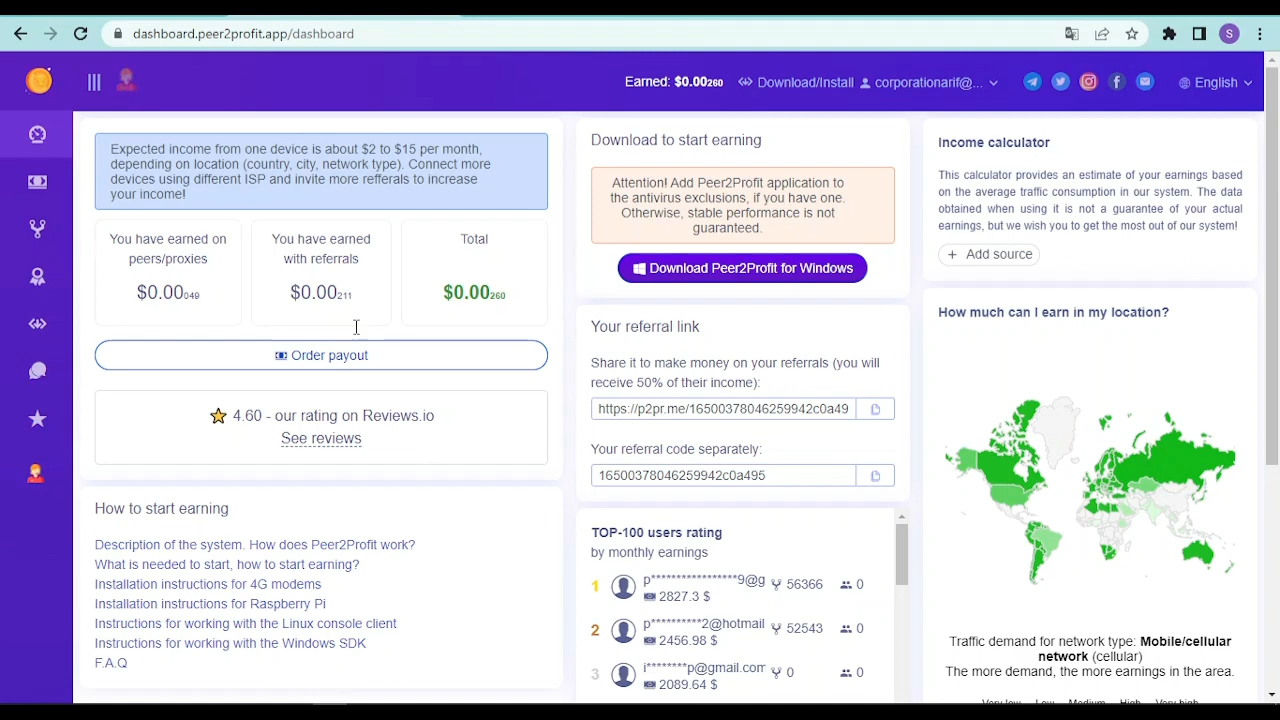 dashboard.peer2profit.app/dashboard
S
Earned: $0.00260
Download/Install
corporationarif@...
English
Expected income from one device is about $2 to $15 per month,
depending on location (country, city, network type). Connect more
devices using different ISP and invite more refferals to increase
your income!
You have earned on
peers/proxies
$0.00049
You have earned
with referrals
$0.00211
Total
$0.00260
Order payout
4.60 - our rating on Reviews.io
See reviews
How to start earning
Description of the system. How does Peer2Profit work?
What is needed to start, how to start earning?
Installation instructions for 4G modems
Installation instructions for Raspberry Pi
Instructions for working with the Linux console client
Instructions for working with the Windows SDK
F.A.Q
Download to start earning
Attention! Add Peer2Profit application to
the antivirus exclusions, if you have one.
Otherwise, stable performance is not
guaranteed.
Download Peer2Profit for Windows
Your referral link
Share it to make money on your referrals (you will
receive 50% of their income):
https://p2pr.me/16500378046259942c0a49
Your referral code separately:
16500378046259942c0a495
TOP-100 users rating
by monthly earnings
1 p*****************9@g 56366 0
2827.3 $
2 p**********2@hotmail 52543 0
2456.98 $
3 i********p@gmail.com 0 0
2089.64 $
Income calculator
This calculator provides an estimate of your earnings based
on the average traffic consumption in our system. The data
obtained when using it is not a guarantee of your actual
earnings, but we wish you to get the most out of our system!
+ Add source
How much can I earn in my location?
Traffic demand for network type: Mobile/cellular
network (cellular)
The more demand, the more earnings in the area.
Very low Low Medium High Very high